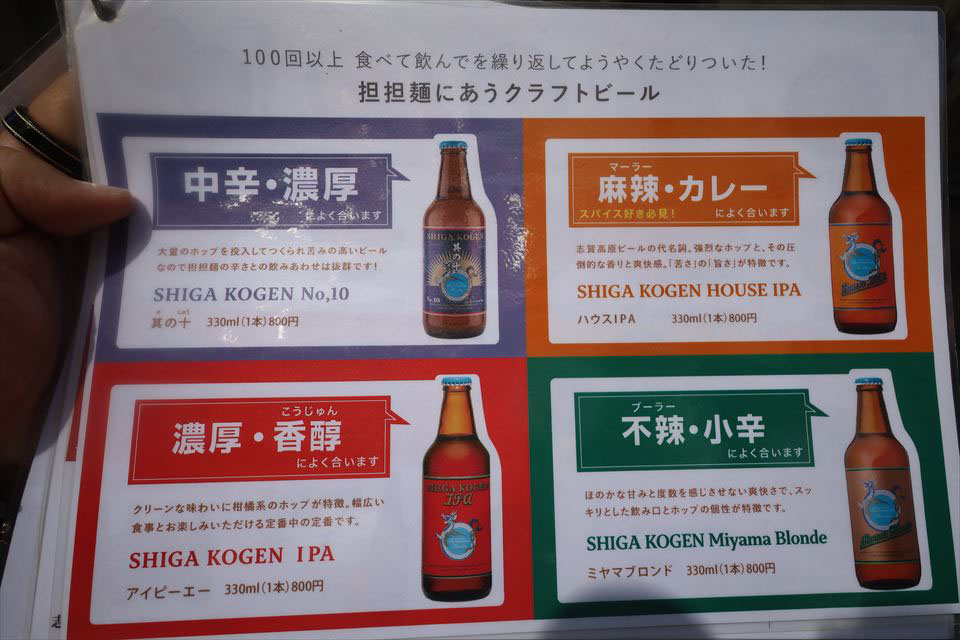 100回以上 食べて飲んでを繰り返してようやくたどりついた!
担担麺にあうクラフトビール
中辛・濃厚
によく合います
大量のホップを投入してつくられ苦みの高いビール
なので担担麺の辛さとの飲みあわせは抜群です!
SHIGA KOGEN No,10
そ じゅう
其の十 330ml(1本)800円
SHIGA KOGEN
其の十
No.10
マーラー
麻辣・カレー
スパイス好き必見! によく合います
志賀高原ビールの代名詞。強烈なホップと、その圧
倒的な香りと爽快感。「苦さ」の「旨さ」が特徴です。
SHIGA KOGEN HOUSE IPA
ハウスIPA 330ml(1本)800円
こうじゅん
濃厚・香醇
によく合います
クリーンな味わいに柑橘系のホップが特徴。幅広い
食事とお楽しみいただける定番中の定番です。
SHIGA KOGEN IPA
アイピーエー 330ml(1本)800円
SHIGA KOGEN
IPA
プーラー
不辣・小辛
によく合います
ほのかな甘みと度数を感じさせない爽快さで、スッ
キリとした飲み口とホップの個性が特徴です。
SHIGA KOGEN Miyama Blonde
ミヤマブロンド 330ml(1本)800円
志